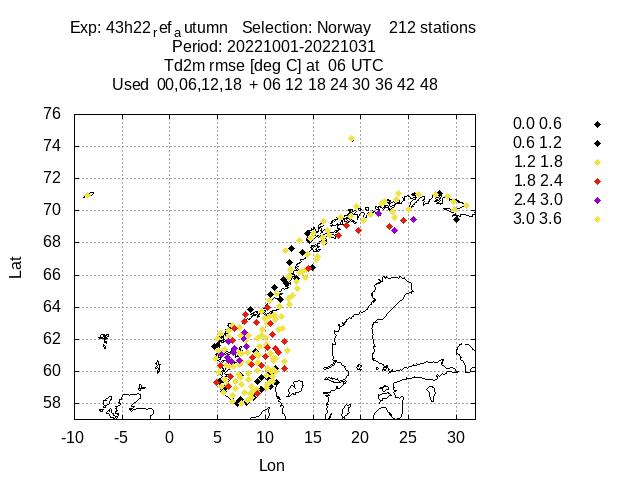 Exp: 43h22ref autumn   Selection: Norway    212 stations
Period: 20221001-20221031
Td2m rmse [deg C] at  06 UTC
Used  00,06,12,18  + 06 12 18 24 30 36 42 48
76
74
72
70
68
66
64
62
60
58
Lat
-10 -5 0 5 10 15 20 25 30
Lon
0.0 0.6
0.6 1.2
1.2 1.8
1.8 2.4
2.4 3.0
3.0 3.6